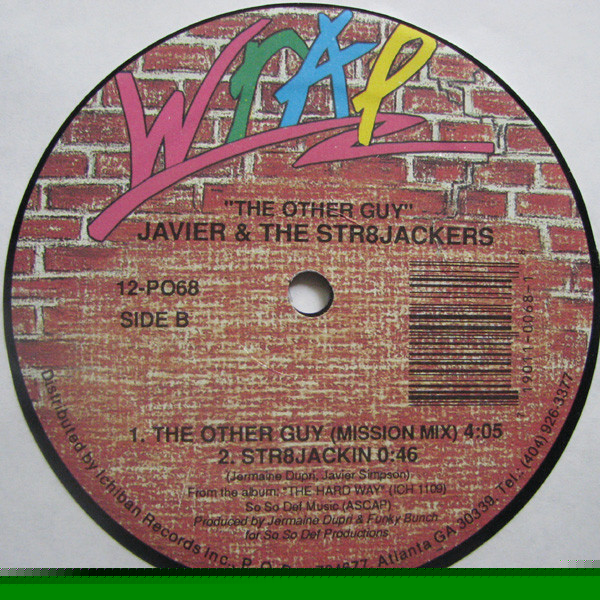 WrAp
"THE OTHER GUY"
JAVIER & THE STR8JACKERS
12-PO68
SIDE B
1 19011-0068-1
1. THE OTHER GUY (MISSION MIX) 4:05
2. STR8JACKIN 0:46
(Jermaine Dupri, Javier Simpson)
From the album: "THE HARD WAY" (ICH 1109)
So So Def Music (ASCAP)
Produced by Jermaine Dupri & Funky Bunch
for So So Def Productions
Distributed by Ichiban Records Inc., P. O. Atlanta GA. 30339. Tel.: (404) 926-3377